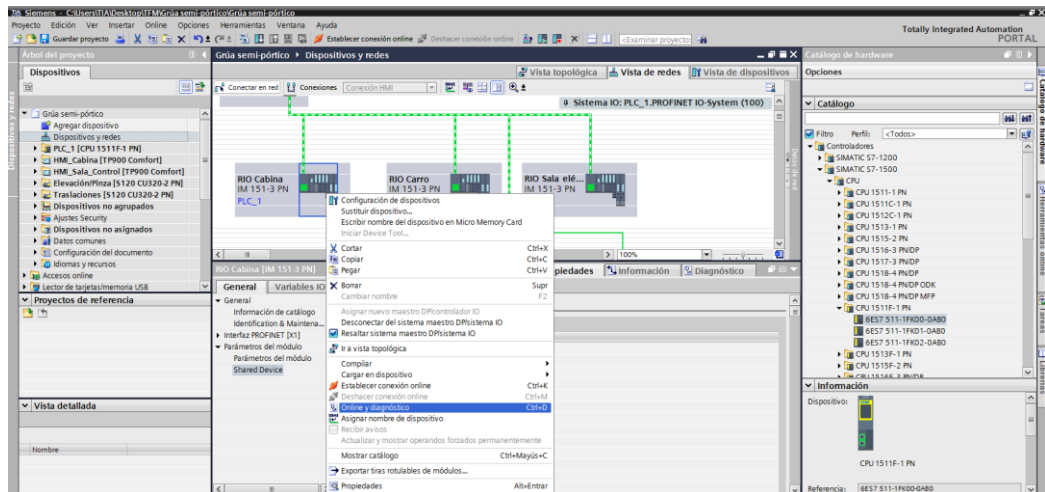 Siemens - C:\Users\TIA\Desktop\TFM\Grúa semi-pórtico\Grúa semi-pórtico
Proyecto Edición Ver Insertar Online Opciones Herramientas Ventana Ayuda
Totally Integrated Automation
PORTAL
Guardar proyecto
Establecer conexión online
Deshacer conexión online
<Examinar proyecto>
Árbol del proyecto
Dispositivos
Dispositivos y redes
Grúa semi-pórtico
Agregar dispositivo
Dispositivos y redes
PLC_1 [CPU 1511F-1 PN]
HMI_Cabina [TP900 Comfort]
HMI_Sala_Control [TP900 Comfort]
Elevación/Pinza [S120 CU320-2 PN]
Traslaciones [S120 CU320-2 PN]
Dispositivos no agrupados
Ajustes Security
Dispositivos no asignados
Datos comunes
Configuración del documento
Idiomas y recursos
Accesos online
Lector de tarjetas/memoria USB
Proyectos de referencia
Vista detallada
Nombre
Grúa semi-pórtico
Dispositivos y redes
Vista topológica
Vista de redes
Vista de dispositivos
Conectar en red
Conexiones
Conexión HMI
Sistema IO: PLC_1.PROFINET IO-System (100)
RIO Cabina
IM 151-3 PN
PLC_1
RIO Carro
IM 151-3 PN
RIO Sala elé...
IM 151-3 PN
Datos de red
100%
RIO Cabina [IM 151-3 PN]
piedades
Información
Diagnóstico
General
Variables IO
General
Información de catálogo
Identification & Maintena...
Interfaz PROFINET [X1]
Parámetros del módulo
Parámetros del módulo
Shared Device
Configuración de dispositivos
Sustituir dispositivo...
Escribir nombre del dispositivo en Micro Memory Card
Iniciar Device Tool...
Cortar Ctrl+X
Copiar Ctrl+C
Pegar Ctrl+V
Borrar Supr
Cambiar nombre F2
Asignar nuevo maestro DP/controlador IO
Desconectar del sistema maestro DP/sistema IO
Resaltar sistema maestro DP/sistema IO
Ir a vista topológica
Compilar
Cargar en dispositivo
Establecer conexión online Ctrl+K
Deshacer conexión online Ctrl+M
Online y diagnóstico Ctrl+D
Asignar nombre de dispositivo
Recibir avisos
Actualizar y mostrar operandos forzados permanentemente
Mostrar catálogo Ctrl+Mayús+C
Exportar tiras rotulables de módulos...
Propiedades Alt+Entrar
Catálogo de hardware
Opciones
Catálogo
Filtro Perfil: <Todos>
Controladores
SIMATIC S7-1200
SIMATIC S7-1500
CPU
CPU 1511-1 PN
CPU 1511C-1 PN
CPU 1512C-1 PN
CPU 1513-1 PN
CPU 1515-2 PN
CPU 1516-3 PN/DP
CPU 1517-3 PN/DP
CPU 1518-4 PN/DP
CPU 1518-4 PN/DP ODK
CPU 1518-4 PN/DP MFP
CPU 1511F-1 PN
6ES7 511-1FK00-0AB0
6ES7 511-1FK01-0AB0
6ES7 511-1FK02-0AB0
CPU 1513F-1 PN
CPU 1515F-2 PN
CPU 1516F-3 PN/DP
Información
Dispositivo:
CPU 1511F-1 PN
Referencia: 6ES7 511-1FK00-0AB0
Catálogo de hardware
Herramientas online
Tareas
Librerías